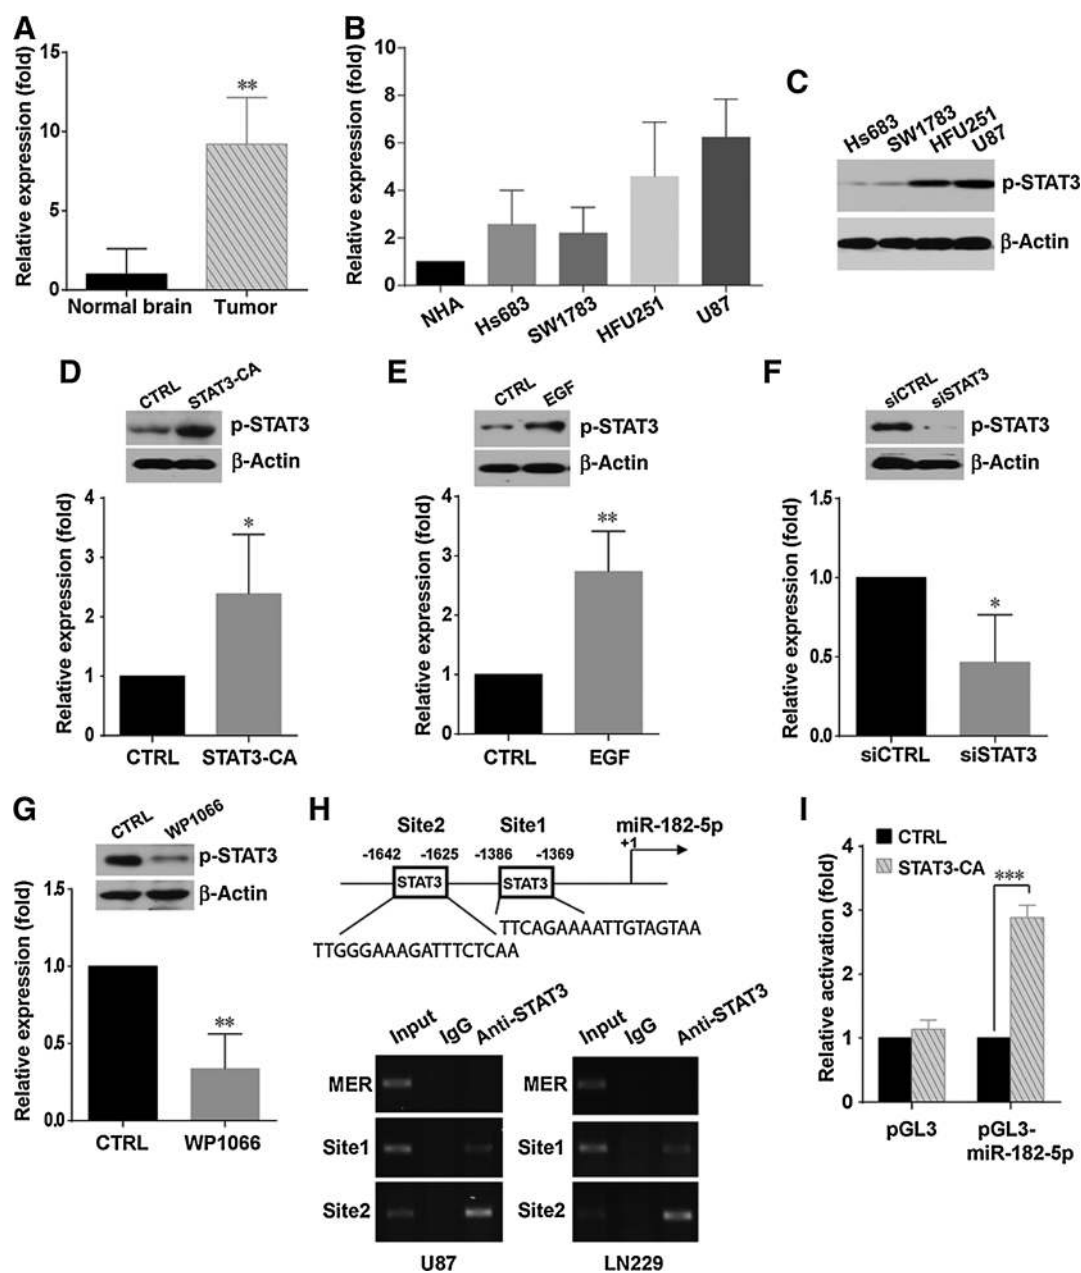 A
Relative expression (fold)
15
10
5
0
**
Normal brain
Tumor
B
Relative expression (fold)
10
8
6
4
2
0
NHA
Hs683
SW1783
HFU251
U87
C
Hs683
SW1783
HFU251
U87
p-STAT3
β-Actin
D
CTRL
STAT3-CA
p-STAT3
β-Actin
Relative expression (fold)
4
3
2
1
0
*
CTRL
STAT3-CA
E
CTRL
EGF
p-STAT3
β-Actin
Relative expression (fold)
4
3
2
1
0
**
CTRL
EGF
F
siCTRL
siSTAT3
p-STAT3
β-Actin
Relative expression (fold)
1.5
1.0
0.5
0.0
*
siCTRL
siSTAT3
G
CTRL
WP1066
p-STAT3
β-Actin
Relative expression (fold)
1.5
1.0
0.5
0.0
**
CTRL
WP1066
H
Site2
Site1
miR-182-5p
-1642
-1625
-1386
-1369
+1
STAT3
STAT3
TTCAGAAAATTGTAGTAA
TTGGGAAAGATTTCTCAA
Input
IgG
Anti-STAT3
Input
IgG
Anti-STAT3
MER
MER
Site1
Site1
Site2
Site2
U87
LN229
I
Relative activation (fold)
4
3
2
1
0
CTRL
STAT3-CA
***
pGL3
pGL3-
miR-182-5p